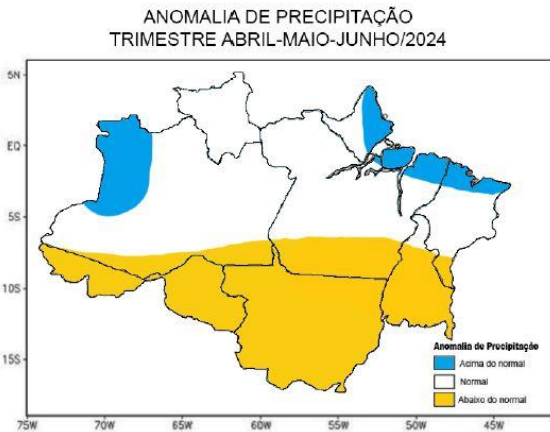 ANOMALIA DE PRECIPITAÇÃO
TRIMESTRE ABRIL-MAIO-JUNHO/2024
5N
EQ
5S
10S
15S
75W 70W 65W 60W 55W 50W 45W
Anomalia de Precipitação
Acima do normal
Normal
Abaixo do normal